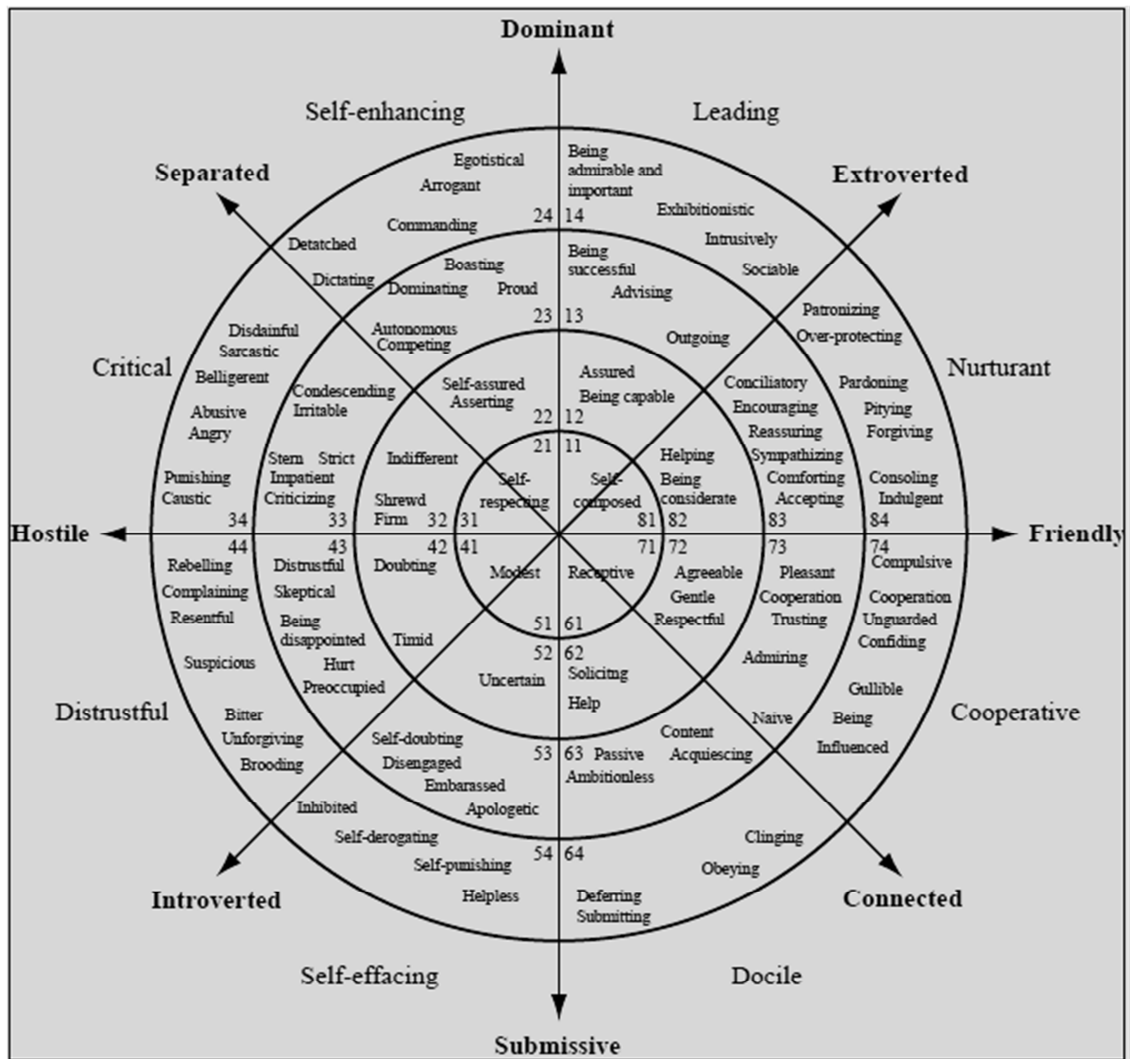 Dominant
Self-enhancing
Leading
Separated
Extroverted
Egotistical
Arrogant
Being
admirable and
important
Commanding
24 14
Exhibitionistic
Detatched
Intrusively
Dictating
Sociable
Boasting
Dominating
Proud
Being
successful
Advising
23 13
Autonomous
Competing
Outgoing
Patronizing
Over-protecting
Disdainful
Sarcastic
Belligerent
Critical
Nurturant
Condescending
Irritable
Self-assured
Asserting
Assured
Being capable
Conciliatory
Encouraging
Reassuring
Sympathizing
Pardoning
Pitying
Forgiving
Abusive
Angry
22 12
21 11
Stern Strict
Impatient
Criticizing
Indifferent
Helping
Being
considerate
Comforting
Accepting
Consoling
Indulgent
Punishing
Caustic
Shrewd
Firm
Self-
respecting
Self-
composed
34 33 32 31 81 82 83 84
Hostile
Friendly
44 43 42 41 71 72 73 74
Rebelling
Complaining
Resentful
Distrustful
Skeptical
Doubting
Modest
Receptive
Agreeable
Gentle
Respectful
Pleasant
Cooperation
Trusting
Compulsive
Cooperation
Unguarded
Confiding
Being
disappointed
Hurt
Preoccupied
Timid
51 61
52 62
Suspicious
Uncertain
Solicitng
Help
Admiring
Gullible
Being
Influenced
Distrustful
Cooperative
Bitter
Unforgiving
Brooding
Self-doubting
Disengaged
Embarassed
Apologetic
53 63
Passive
Ambitionless
Content
Acquiescing
Naive
Inhibited
Self-derogating
Self-punishing
Helpless
54 64
Clinging
Obeying
Deferring
Submitting
Introverted
Connected
Self-effacing
Docile
Submissive